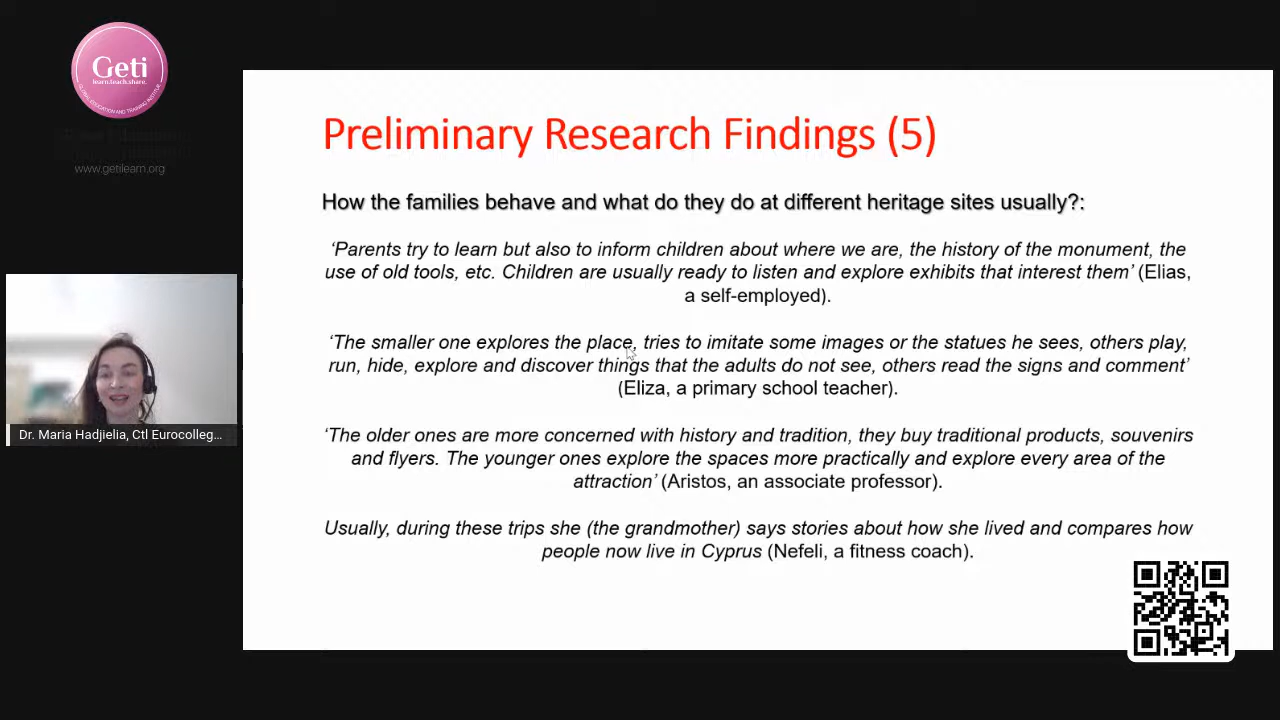 Geti
learn.teach.share.
GLOBAL EDUCATION AND TRAINING INSTITUTE
www.getilearn.org
Preliminary Research Findings (5)
How the families behave and what do they do at different heritage sites usually?:
‘Parents try to learn but also to inform children about where we are, the history of the monument, the
use of old tools, etc. Children are usually ready to listen and explore exhibits that interest them’ (Elias,
a self-employed).
‘The smaller one explores the place, tries to imitate some images or the statues he sees, others play,
run, hide, explore and discover things that the adults do not see, others read the signs and comment’
(Eliza, a primary school teacher).
‘The older ones are more concerned with history and tradition, they buy traditional products, souvenirs
and flyers. The younger ones explore the spaces more practically and explore every area of the
attraction’ (Aristos, an associate professor).
Usually, during these trips she (the grandmother) says stories about how she lived and compares how
people now live in Cyprus (Nefeli, a fitness coach).
Dr. Maria Hadjielia, Ctl Eurocolleg...